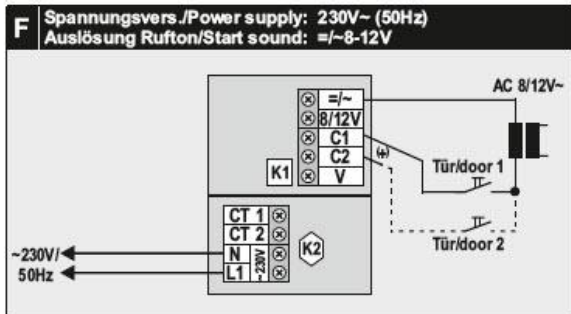 F
Spannungsvers./Power supply: 230V~ (50Hz)
Auslösung Rufton/Start sound: =/~8-12V
AC 8/12V~
=/~
8/12V
C1
C2
V
K1
(+)
Tür/door 1
Tür/door 2
CT 1
CT 2
N
L1
~230V
K2
~230V/
50Hz